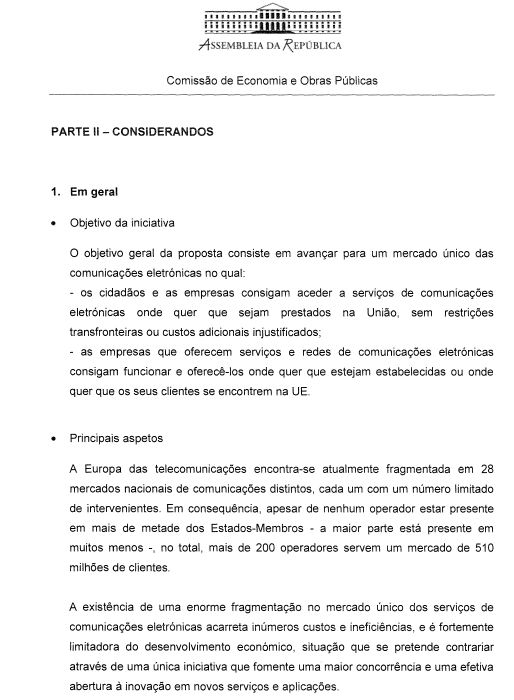 ASSEMBLEIA DA REPÚBLICA
Comissão de Economia e Obras Públicas
PARTE II – CONSIDERANDOS
1. Em geral
• Objetivo da iniciativa
O objetivo geral da proposta consiste em avançar para um mercado único das
comunicações eletrónicas no qual:
- os cidadãos e as empresas consigam aceder a serviços de comunicações
eletrónicas onde quer que sejam prestados na União, sem restrições
transfronteiras ou custos adicionais injustificados;
- as empresas que oferecem serviços e redes de comunicações eletrónicas
consigam funcionar e oferecê-los onde quer que estejam estabelecidas ou onde
quer que os seus clientes se encontrem na UE.
• Principais aspetos
A Europa das telecomunicações encontra-se atualmente fragmentada em 28
mercados nacionais de comunicações distintos, cada um com um número limitado
de intervenientes. Em consequência, apesar de nenhum operador estar presente
em mais de metade dos Estados-Membros - a maior parte está presente em
muitos menos -, no total, mais de 200 operadores servem um mercado de 510
milhões de clientes.
A existência de uma enorme fragmentação no mercado único dos serviços de
comunicações eletrónicas acarreta inúmeros custos e ineficiências, e é fortemente
limitadora do desenvolvimento económico, situação que se pretende contrariar
através de uma única iniciativa que fomente uma maior concorrência e uma efetiva
abertura à inovação em novos serviços e aplicações.